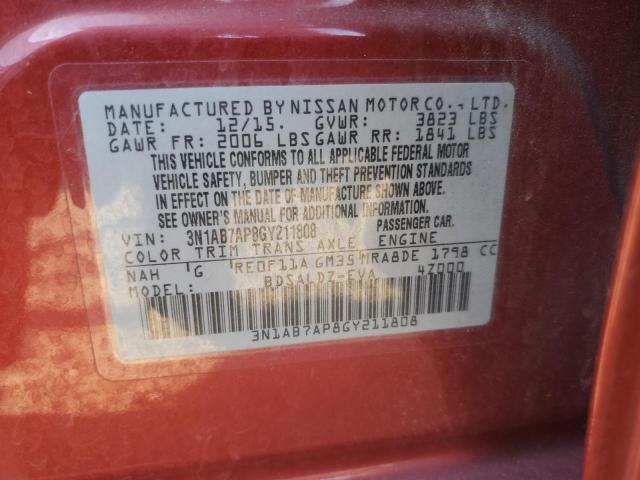 MANUFACTURED BY NISSAN MOTOR CO., LTD.
DATE: 12/15. GVWR: 3823 LBS
GAWR FR: 2006 LBS GAWR RR: 1841 LBS
THIS VEHICLE CONFORMS TO ALL APPLICABLE FEDERAL MOTOR
VEHICLE SAFETY, BUMPER AND THEFT PREVENTION STANDARDS
IN EFFECT ON THE DATE OF MANUFACTURE SHOWN ABOVE.
SEE OWNER'S MANUAL FOR ADDITIONAL INFORMATION.
VIN: 3N1AB7AP8GY211808 PASSENGER CAR.
COLOR TRIM TRANS AXLE ENGINE
NAH G RE0F11A GM35 MRA8DE 1798 CC
MODEL: BDSALDZ-EVA 4Z000
3N1AB7AP8GY211808